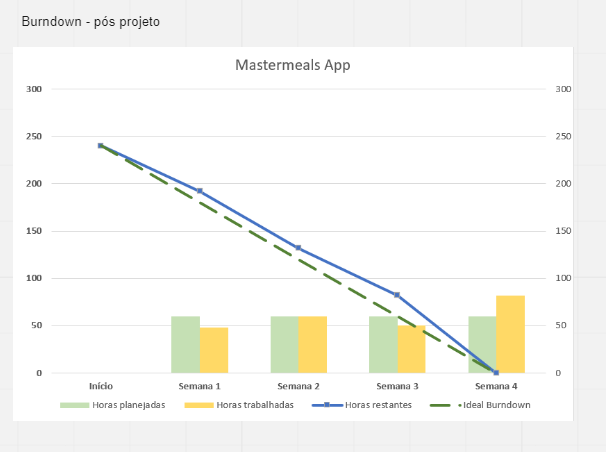 Burndown - pós projeto
Mastermeals App
300 300
250 250
200 200
150 150
100 100
50 50
0 0
Início Semana 1 Semana 2 Semana 3 Semana 4
Horas planejadas Horas trabalhadas Horas restantes Ideal Burndown